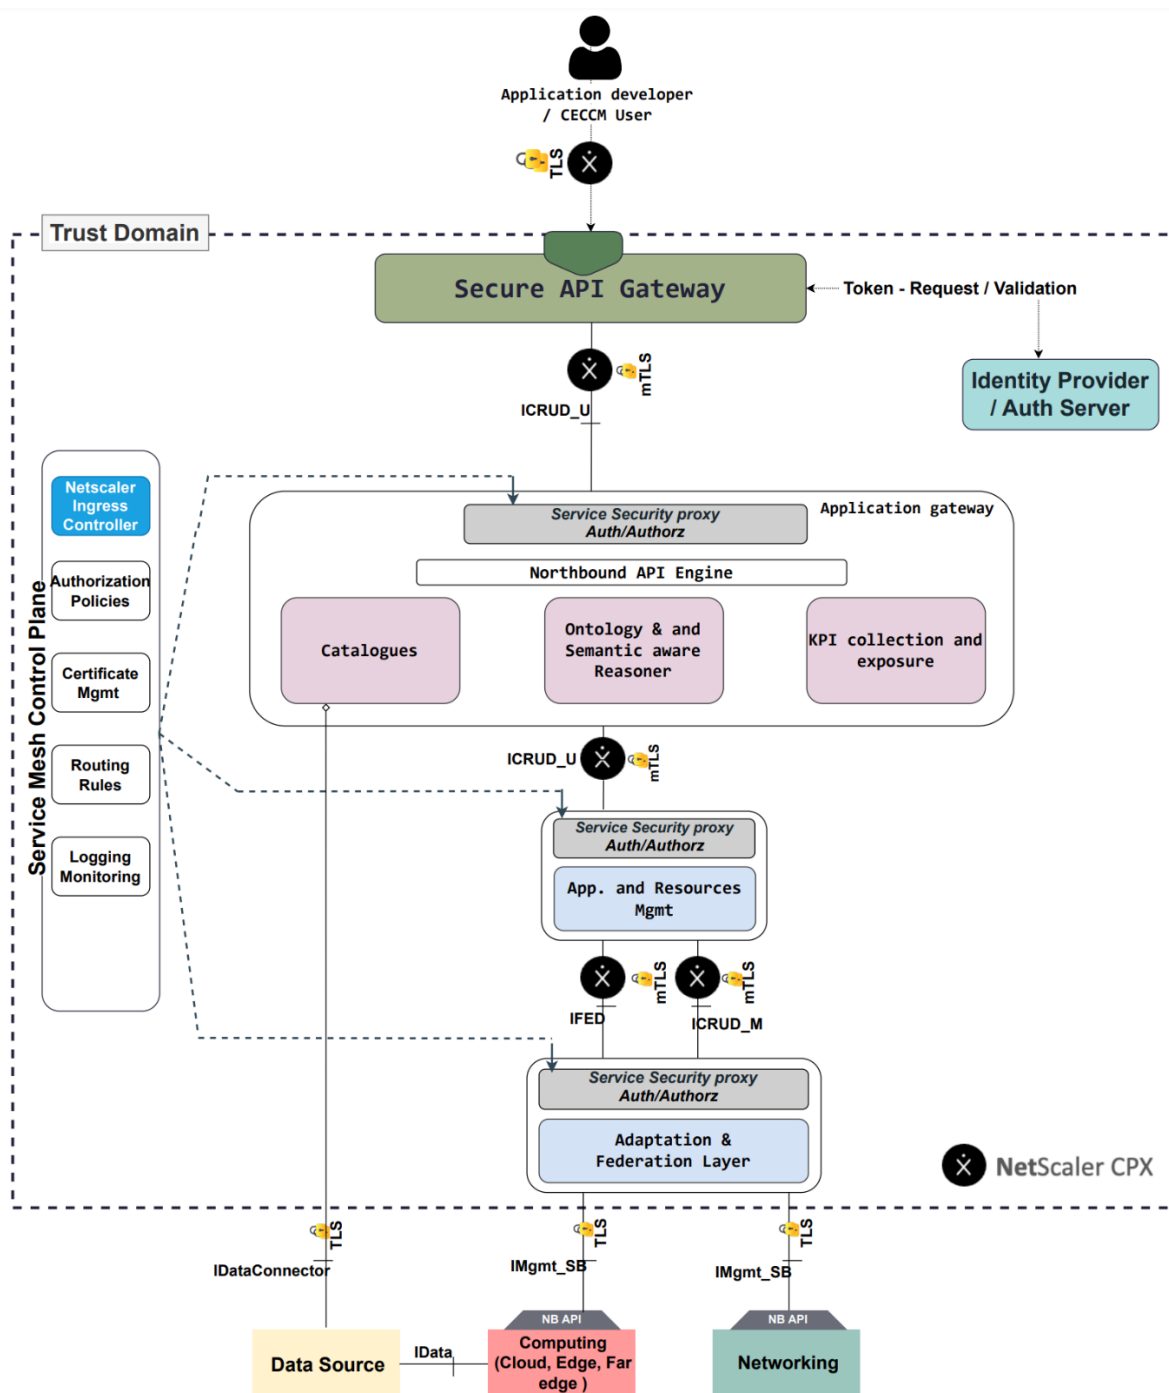 Application developer
/ CECCM User
TLS
Trust Domain
Secure API Gateway
Token - Request / Validation
mTLS
ICRUD_U
Identity Provider
/ Auth Server
Service Mesh Control Plane
Netscaler
Ingress
Controller
Authorization
Policies
Certificate
Mgmt
Routing
Rules
Logging
Monitoring
Application gateway
Service Security proxy
Auth/Authorz
Northbound API Engine
Catalogues
Ontology & and
Semantic aware
Reasoner
KPI collection and
exposure
ICRUD_U
mTLS
Service Security proxy
Auth/Authorz
App. and Resources
Mgmt
mTLS
mTLS
IFED
ICRUD_M
Service Security proxy
Auth/Authorz
Adaptation &
Federation Layer
NetScaler CPX
TLS
TLS
TLS
IDataConnector
IMgmt_SB
IMgmt_SB
NB API
NB API
Data Source
IData
Computing
(Cloud, Edge, Far
edge )
Networking